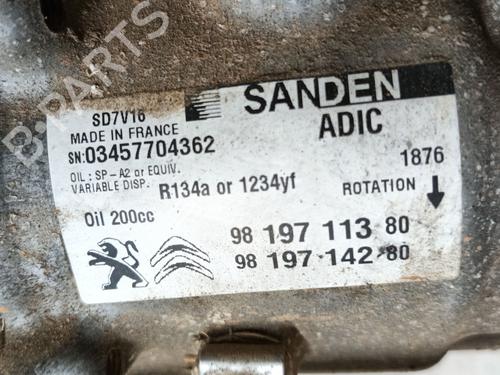 B-PARTS
SANDEN
SD7V16
ADIC
MADE IN FRANCE
SN:03457704362
1876
OIL : SP-A2 or EQUIV.
VARIABLE DISP.
R134a or 1234yf
ROTATION
Oil 200cc
98 197 113 80
98 197 142 80